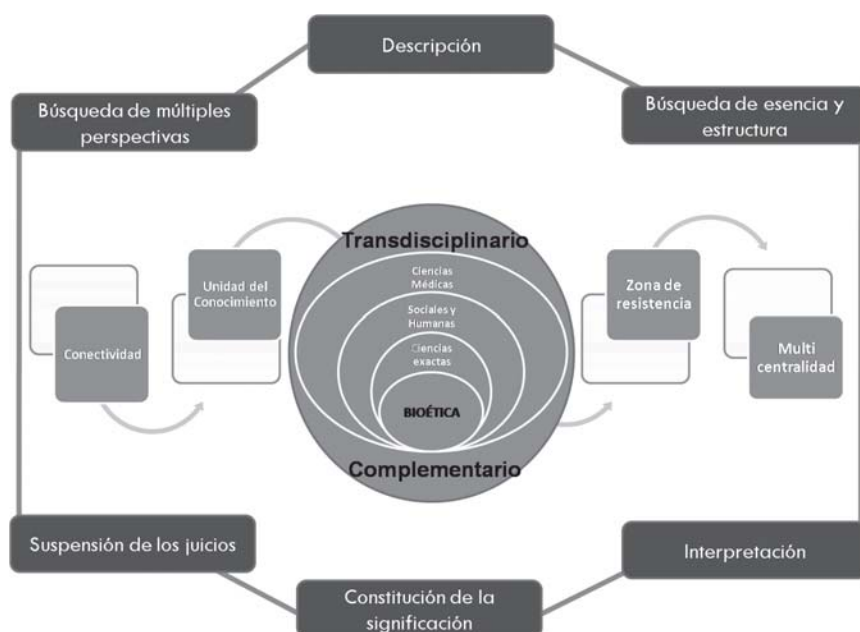 Descripción
Búsqueda de múltiples
perspectivas
Búsqueda de esencia y
estructura
Transdisciplinario
Ciencias
Médicas
Sociales y
Humanas
Ciencias
exactas
BIOÉTICA
Complementario
Unidad del
Conocimiento
Conectividad
Zona de
resistencia
Multi
centralidad
Suspensión de los juicios
Interpretación
Constitución de la
significación